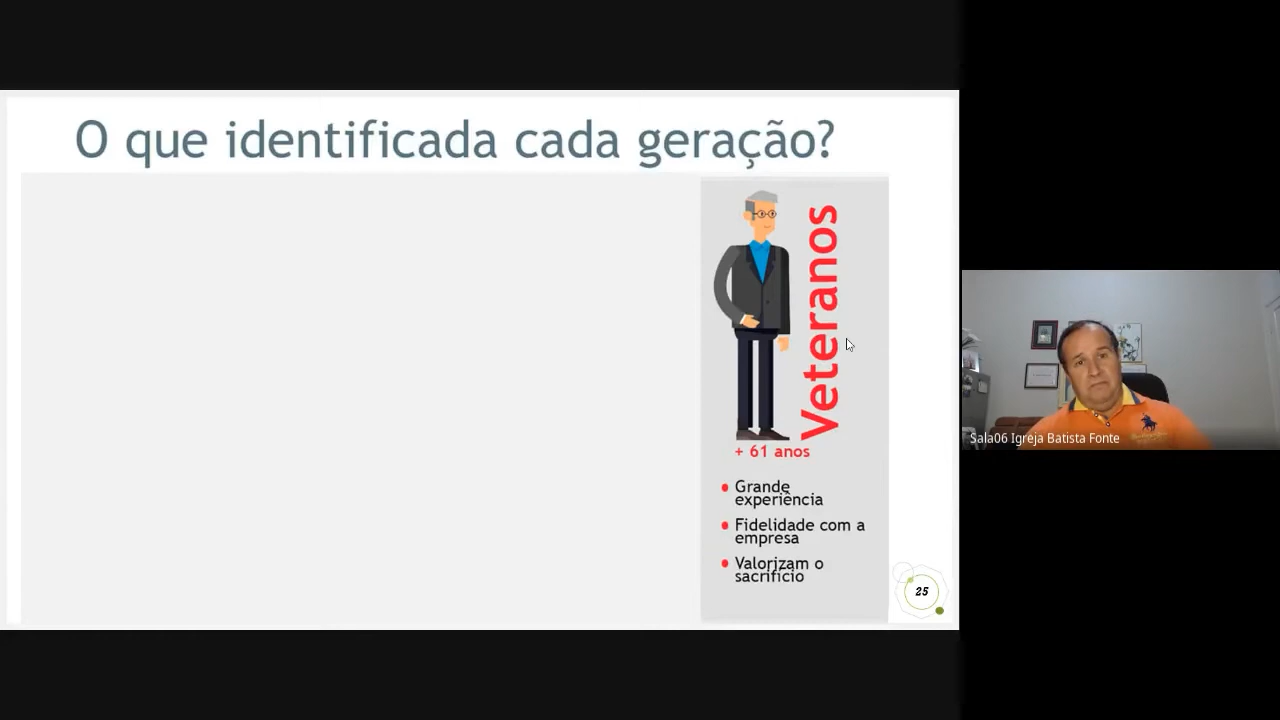 O que identificada cada geração?
Veteranos
+ 61 anos
Grande
experiência
Fidelidade com a
empresa
Valorizam o
sacrifício
25
Sala06 Igreja Batista Fonte